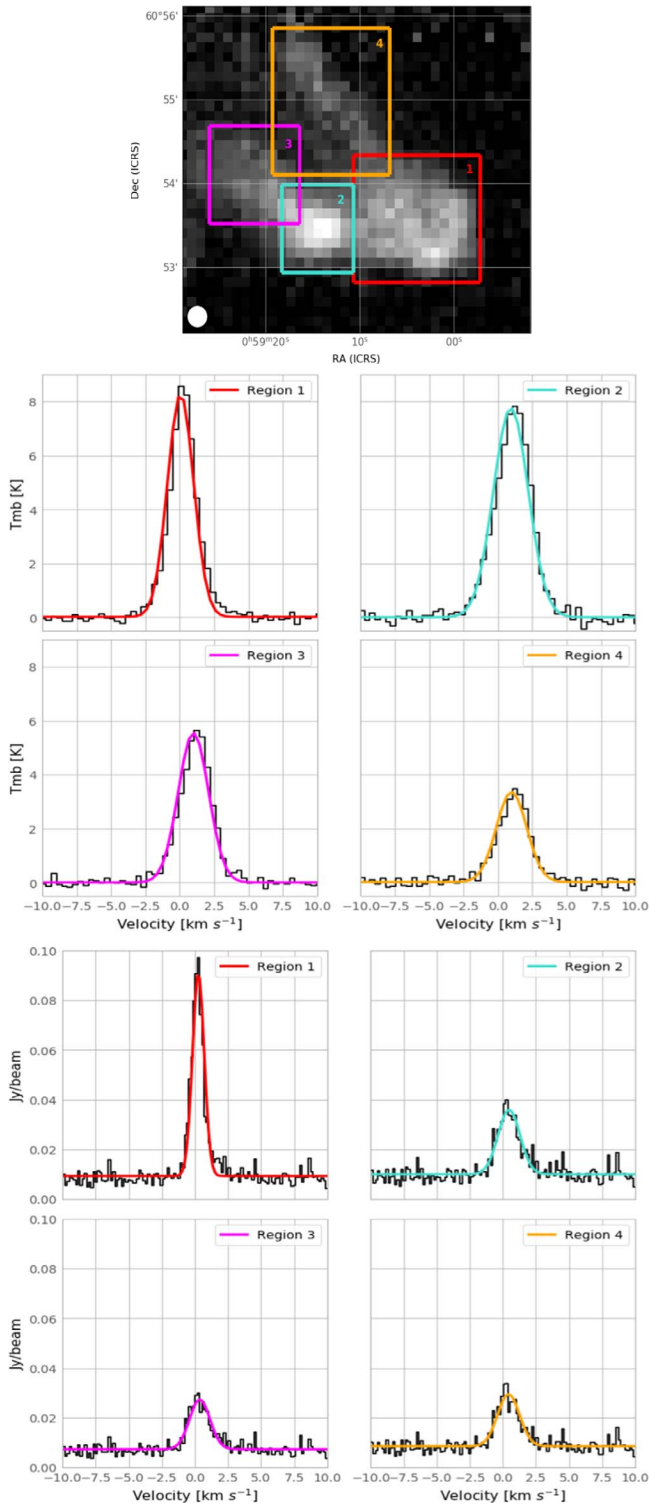 60°56'
4
55'
3
1
54'
2
53'
0ʰ59ᵐ20ˢ 10ˢ 00ˢ
RA (ICRS)
Dec (ICRS)
8 Region 1 Region 2
6
4
2
0
Tmb [K]
8 Region 3 Region 4
6
4
2
0
Tmb [K]
−10.0 −7.5 −5.0 −2.5 0.0 2.5 5.0 7.5 10.0 −10.0 −7.5 −5.0 −2.5 0.0 2.5 5.0 7.5 10.0
Velocity [km s⁻¹] Velocity [km s⁻¹]
0.10 Region 1 Region 2
0.08
0.06
0.04
0.02
0.00
Jy/beam
0.10 Region 3 Region 4
0.08
0.06
0.04
0.02
0.00
Jy/beam
−10.0 −7.5 −5.0 −2.5 0.0 2.5 5.0 7.5 10.0 −10.0 −7.5 −5.0 −2.5 0.0 2.5 5.0 7.5 10.0
Velocity [km s⁻¹] Velocity [km s⁻¹]